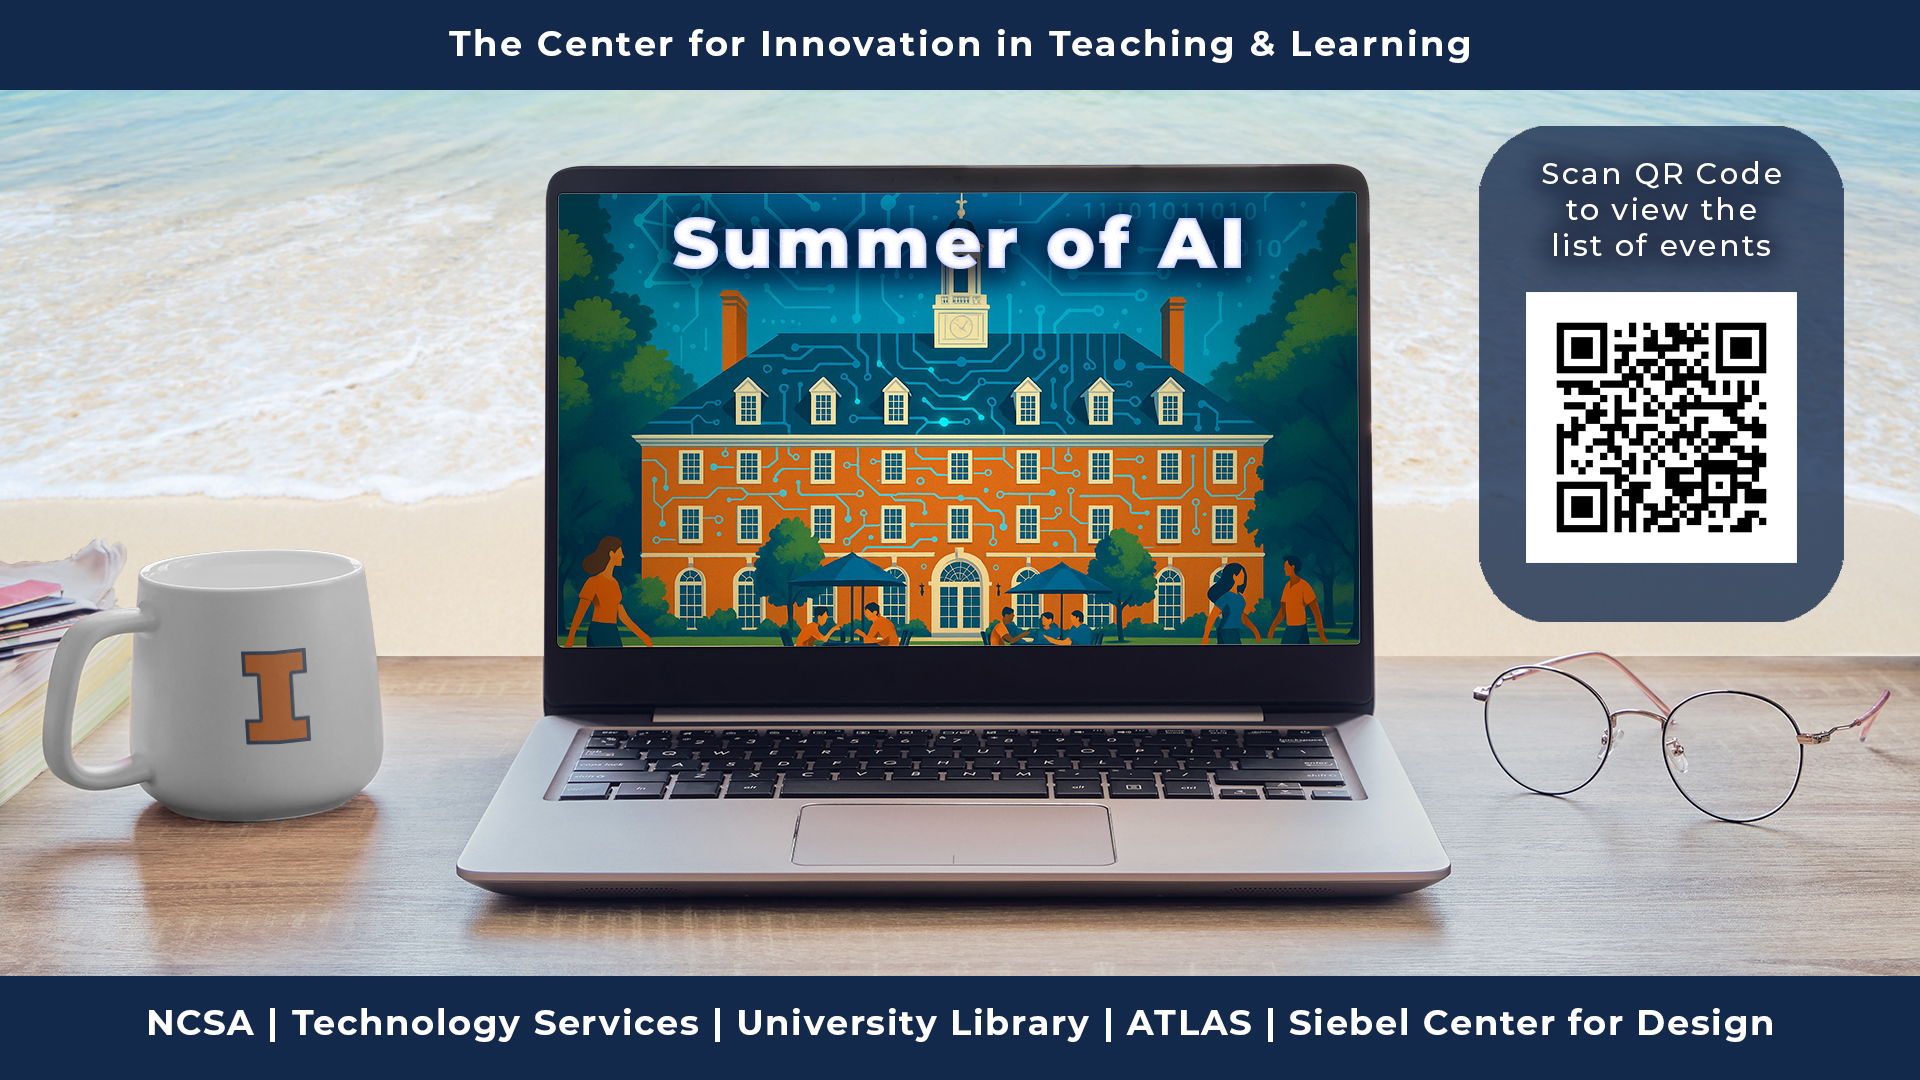 The Center for Innovation in Teaching & Learning
Summer of AI
Scan QR Code
to view the
list of events
I
NCSA | Technology Services | University Library | ATLAS | Siebel Center for Design